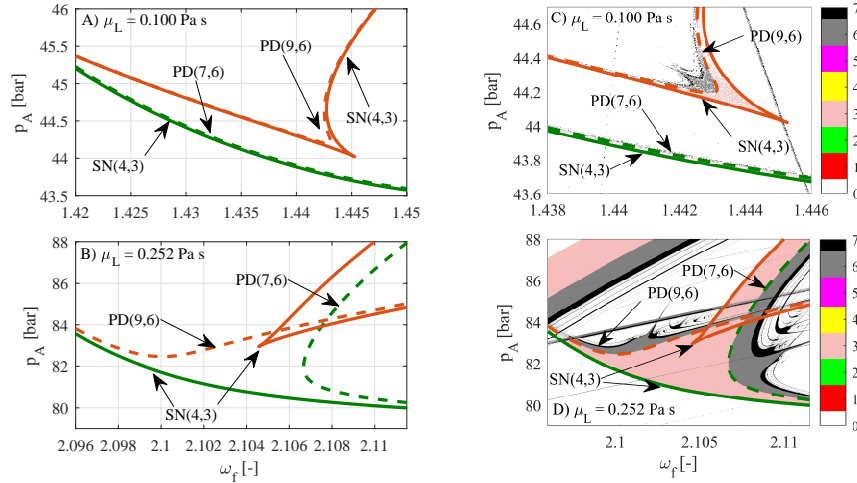 A) μL = 0.100 Pa s
PD(7,6)
PD(9,6)
SN(4,3)
SN(4,3)
46
45.5
45
44.5
44
43.5
pA [bar]
1.42
1.425
1.43
1.435
1.44
1.445
1.45
C) μL = 0.100 Pa s
PD(9,6)
PD(7,6)
SN(4,3)
SN(4,3)
44.6
44.4
44.2
44
43.8
43.6
pA [bar]
1.438
1.44
1.442
1.444
1.446
7
6
5
4
3
2
1
0
B) μL = 0.252 Pa s
PD(7,6)
PD(9,6)
SN(4,3)
88
86
84
82
80
pA [bar]
2.096
2.098
2.1
2.102
2.104
2.106
2.108
2.11
ωf [-]
PD(7,6)
PD(9,6)
SN(4,3)
D) μL = 0.252 Pa s
88
86
84
82
80
pA [bar]
2.1
2.105
2.11
ωf [-]
7
6
5
4
3
2
1
0